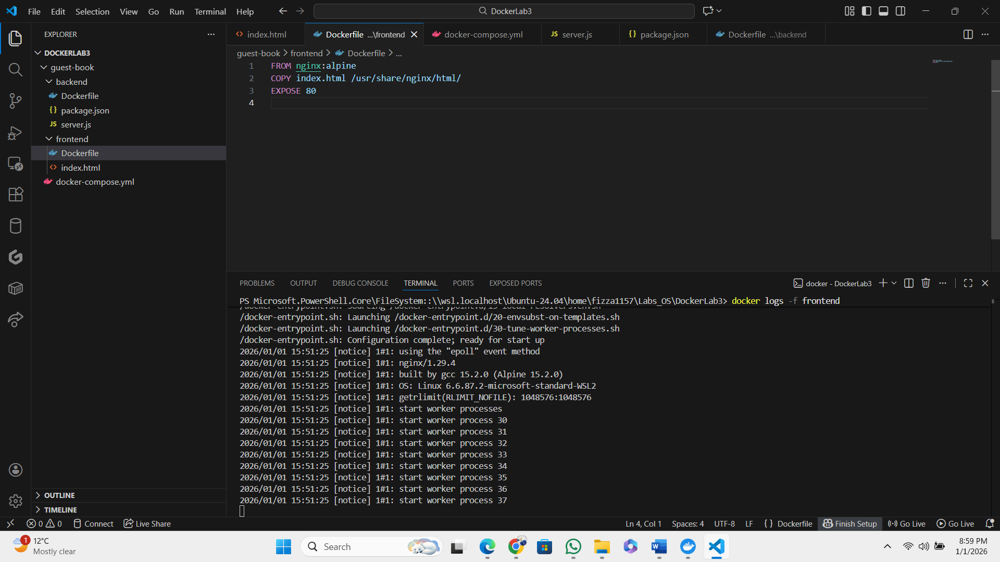 File Edit Selection View Go Run Terminal Help
DockerLab3
EXPLORER
DOCKERLAB3
guest-book
backend
Dockerfile
package.json
server.js
frontend
Dockerfile
index.html
docker-compose.yml
OUTLINE
TIMELINE
index.html
Dockerfile ...\frontend
docker-compose.yml
JS server.js
{} package.json
Dockerfile ...\backend
guest-book > frontend > Dockerfile > ...
1 FROM nginx:alpine
2 COPY index.html /usr/share/nginx/html/
3 EXPOSE 80
4
PROBLEMS OUTPUT DEBUG CONSOLE TERMINAL PORTS EXPOSED PORTS
docker - DockerLab3
PS Microsoft.PowerShell.Core\FileSystem::\\wsl.localhost\Ubuntu-24.04\home\fizza1157\Labs_OS\DockerLab3> docker logs -f frontend
/docker-entrypoint.sh: Sourcing /docker-entrypoint.d/15-local-resolvers.envsh
/docker-entrypoint.sh: Launching /docker-entrypoint.d/20-envsubst-on-templates.sh
/docker-entrypoint.sh: Launching /docker-entrypoint.d/30-tune-worker-processes.sh
/docker-entrypoint.sh: Configuration complete; ready for start up
2026/01/01 15:51:25 [notice] 1#1: using the "epoll" event method
2026/01/01 15:51:25 [notice] 1#1: nginx/1.29.4
2026/01/01 15:51:25 [notice] 1#1: built by gcc 15.2.0 (Alpine 15.2.0)
2026/01/01 15:51:25 [notice] 1#1: OS: Linux 6.6.87.2-microsoft-standard-WSL2
2026/01/01 15:51:25 [notice] 1#1: getrlimit(RLIMIT_NOFILE): 1048576:1048576
2026/01/01 15:51:25 [notice] 1#1: start worker processes
2026/01/01 15:51:25 [notice] 1#1: start worker process 30
2026/01/01 15:51:25 [notice] 1#1: start worker process 31
2026/01/01 15:51:25 [notice] 1#1: start worker process 32
2026/01/01 15:51:25 [notice] 1#1: start worker process 33
2026/01/01 15:51:25 [notice] 1#1: start worker process 34
2026/01/01 15:51:25 [notice] 1#1: start worker process 35
2026/01/01 15:51:25 [notice] 1#1: start worker process 36
2026/01/01 15:51:25 [notice] 1#1: start worker process 37
0 0 Connect Live Share
Ln 4, Col 1 Spaces: 4 UTF-8 LF {} Dockerfile Finish Setup Go Live Go Live
1 12°C
Mostly clear
Search
8:59 PM
1/1/2026